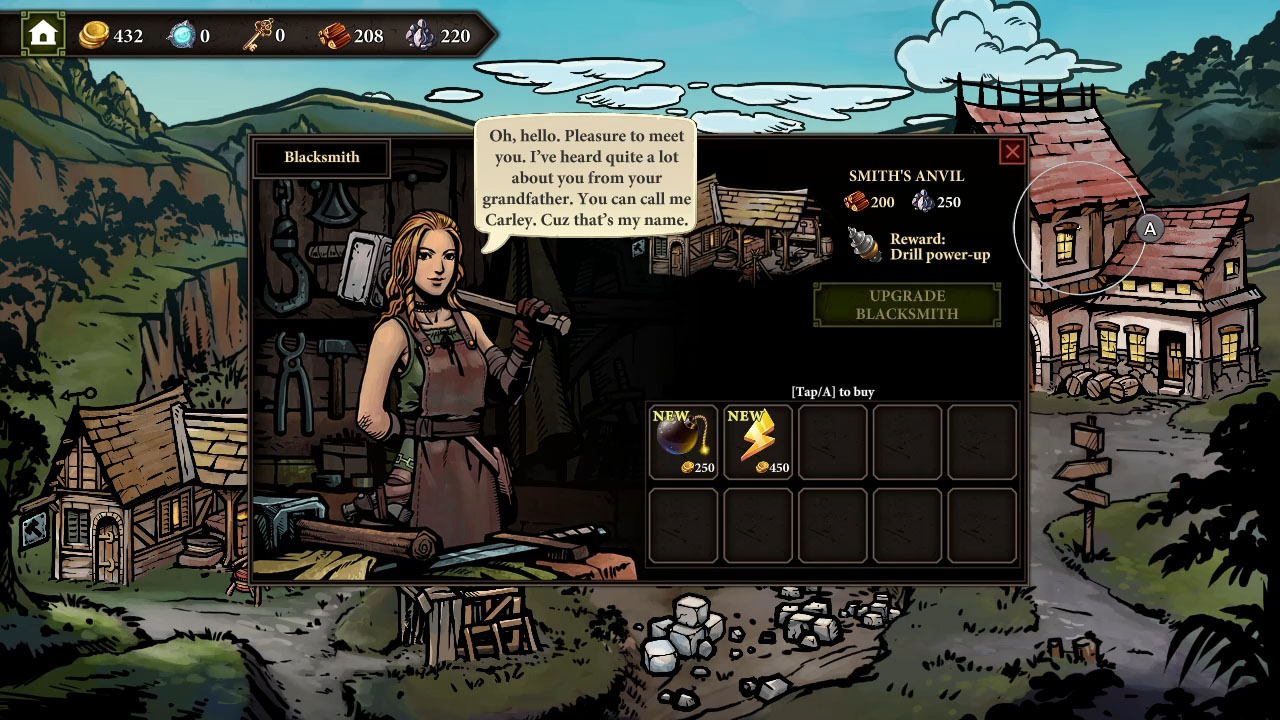 432
0
0
208
220
Blacksmith
Oh, hello. Pleasure to meet
you. I've heard quite a lot
about you from your
grandfather. You can call me
Carley. Cuz that's my name.
SMITH'S ANVIL
200
250
Reward:
Drill power-up
A
UPGRADE
BLACKSMITH
[Tap/A] to buy
NEW
NEW
250
450